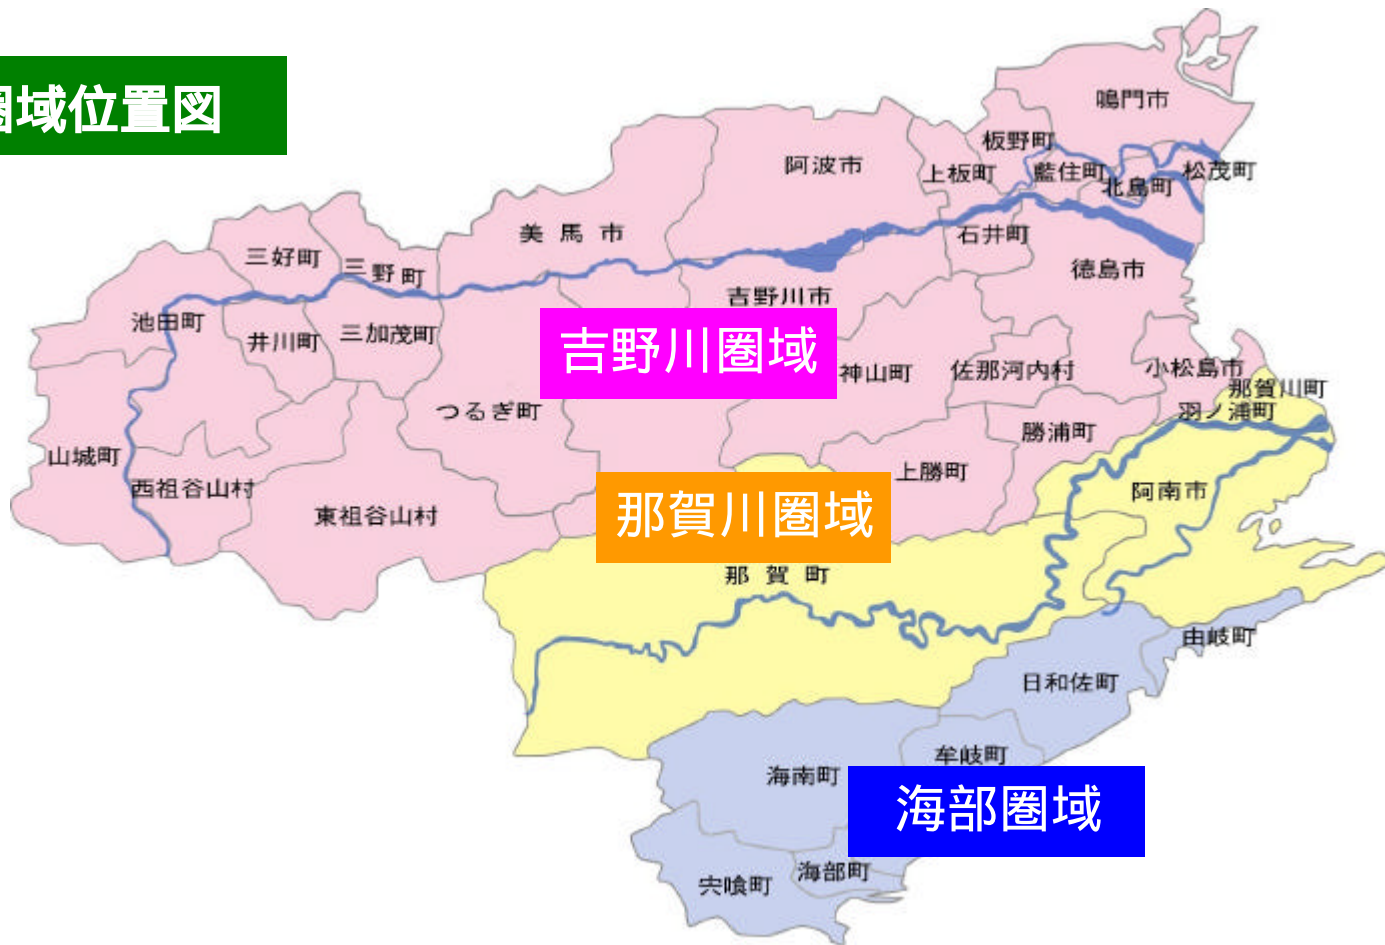 圏域位置図
鳴門市
板野町
阿波市
上板町
藍住町
北島町
松茂町
美馬市
石井町
三好町
三野町
徳島市
吉野川市
池田町
井川町
三加茂町
吉野川圏域
神山町
佐那河内村
小松島市
那賀川町
羽ノ浦町
つるぎ町
勝浦町
山城町
西祖谷山村
上勝町
阿南市
東祖谷山村
那賀川圏域
那賀町
由岐町
日和佐町
牟岐町
海南町
海部圏域
海部町
宍喰町